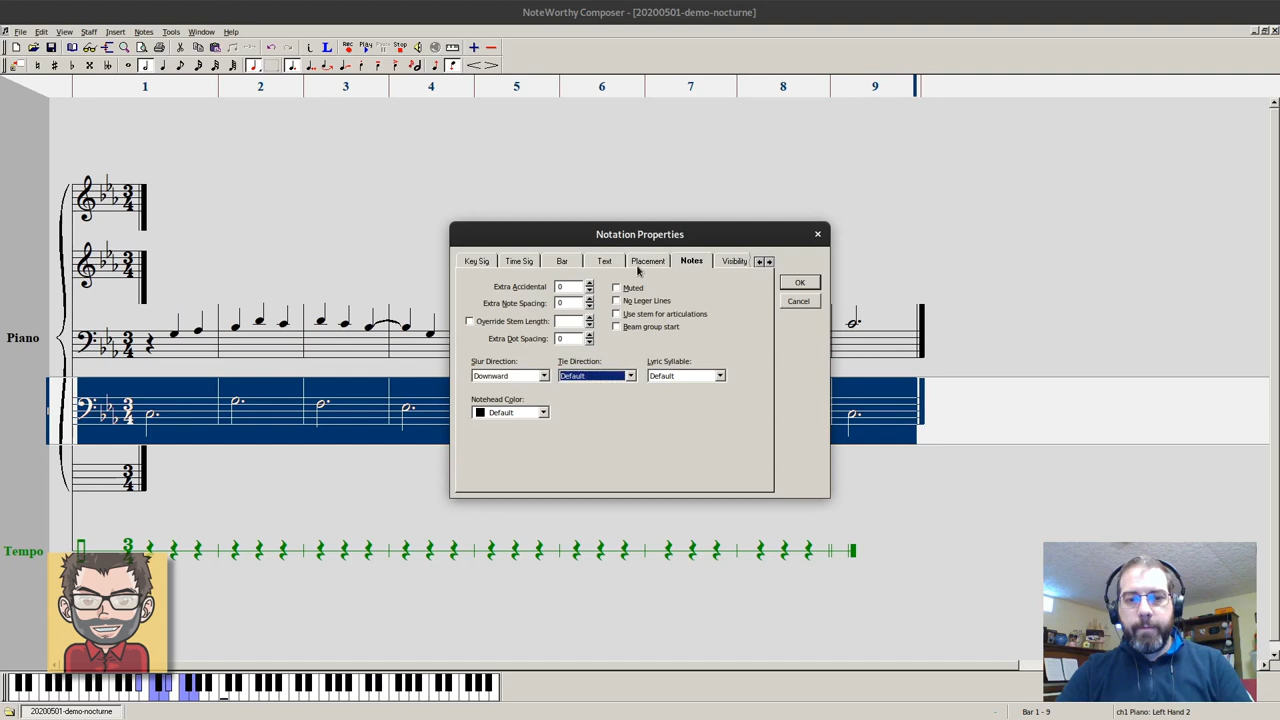 NoteWorthy Composer - [20200501-demo-nocturne]
File Edit View Staff Insert Notes Tools Window Help
Rec Play Pause Stop
1 2 3 4 5 6 7 8 9
Notation Properties
Key Sig Time Sig Bar Text Placement Notes Visibility
Extra Accidental 0 Muted OK
Extra Note Spacing: 0 No Leger Lines Cancel
Override Stem Length: Use stem for articulations
Beam group start
Extra Dot Spacing: 0
Slur Direction: Tie Direction: Lyric Syllable:
Downward Default Default
Notehead Color:
Default
Piano
Tempo
20200501-demo-nocturne
Bar 1 - 9 ch1 Piano: Left Hand 2